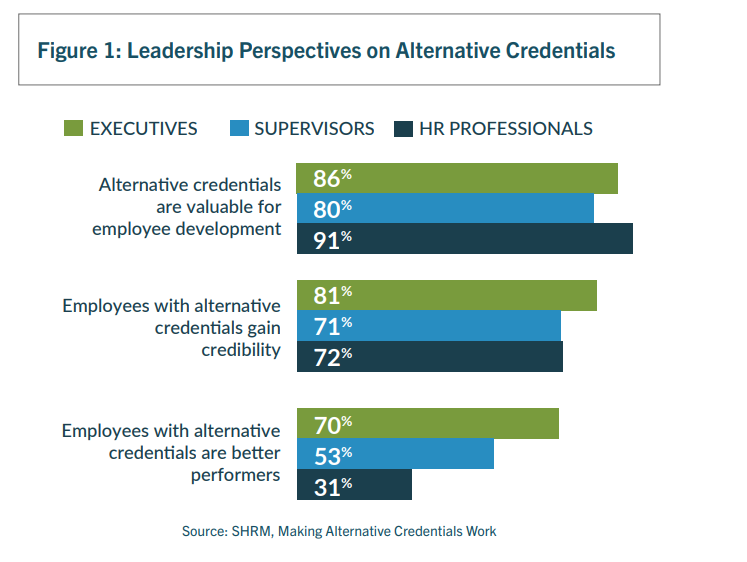 Figure 1: Leadership Perspectives on Alternative Credentials
EXECUTIVES SUPERVISORS HR PROFESSIONALS
Alternative credentials
are valuable for
employee development
86%
80%
91%
Employees with alternative
credentials gain
credibility
81%
71%
72%
Employees with alternative
credentials are better
performers
70%
53%
31%
Source: SHRM, Making Alternative Credentials Work